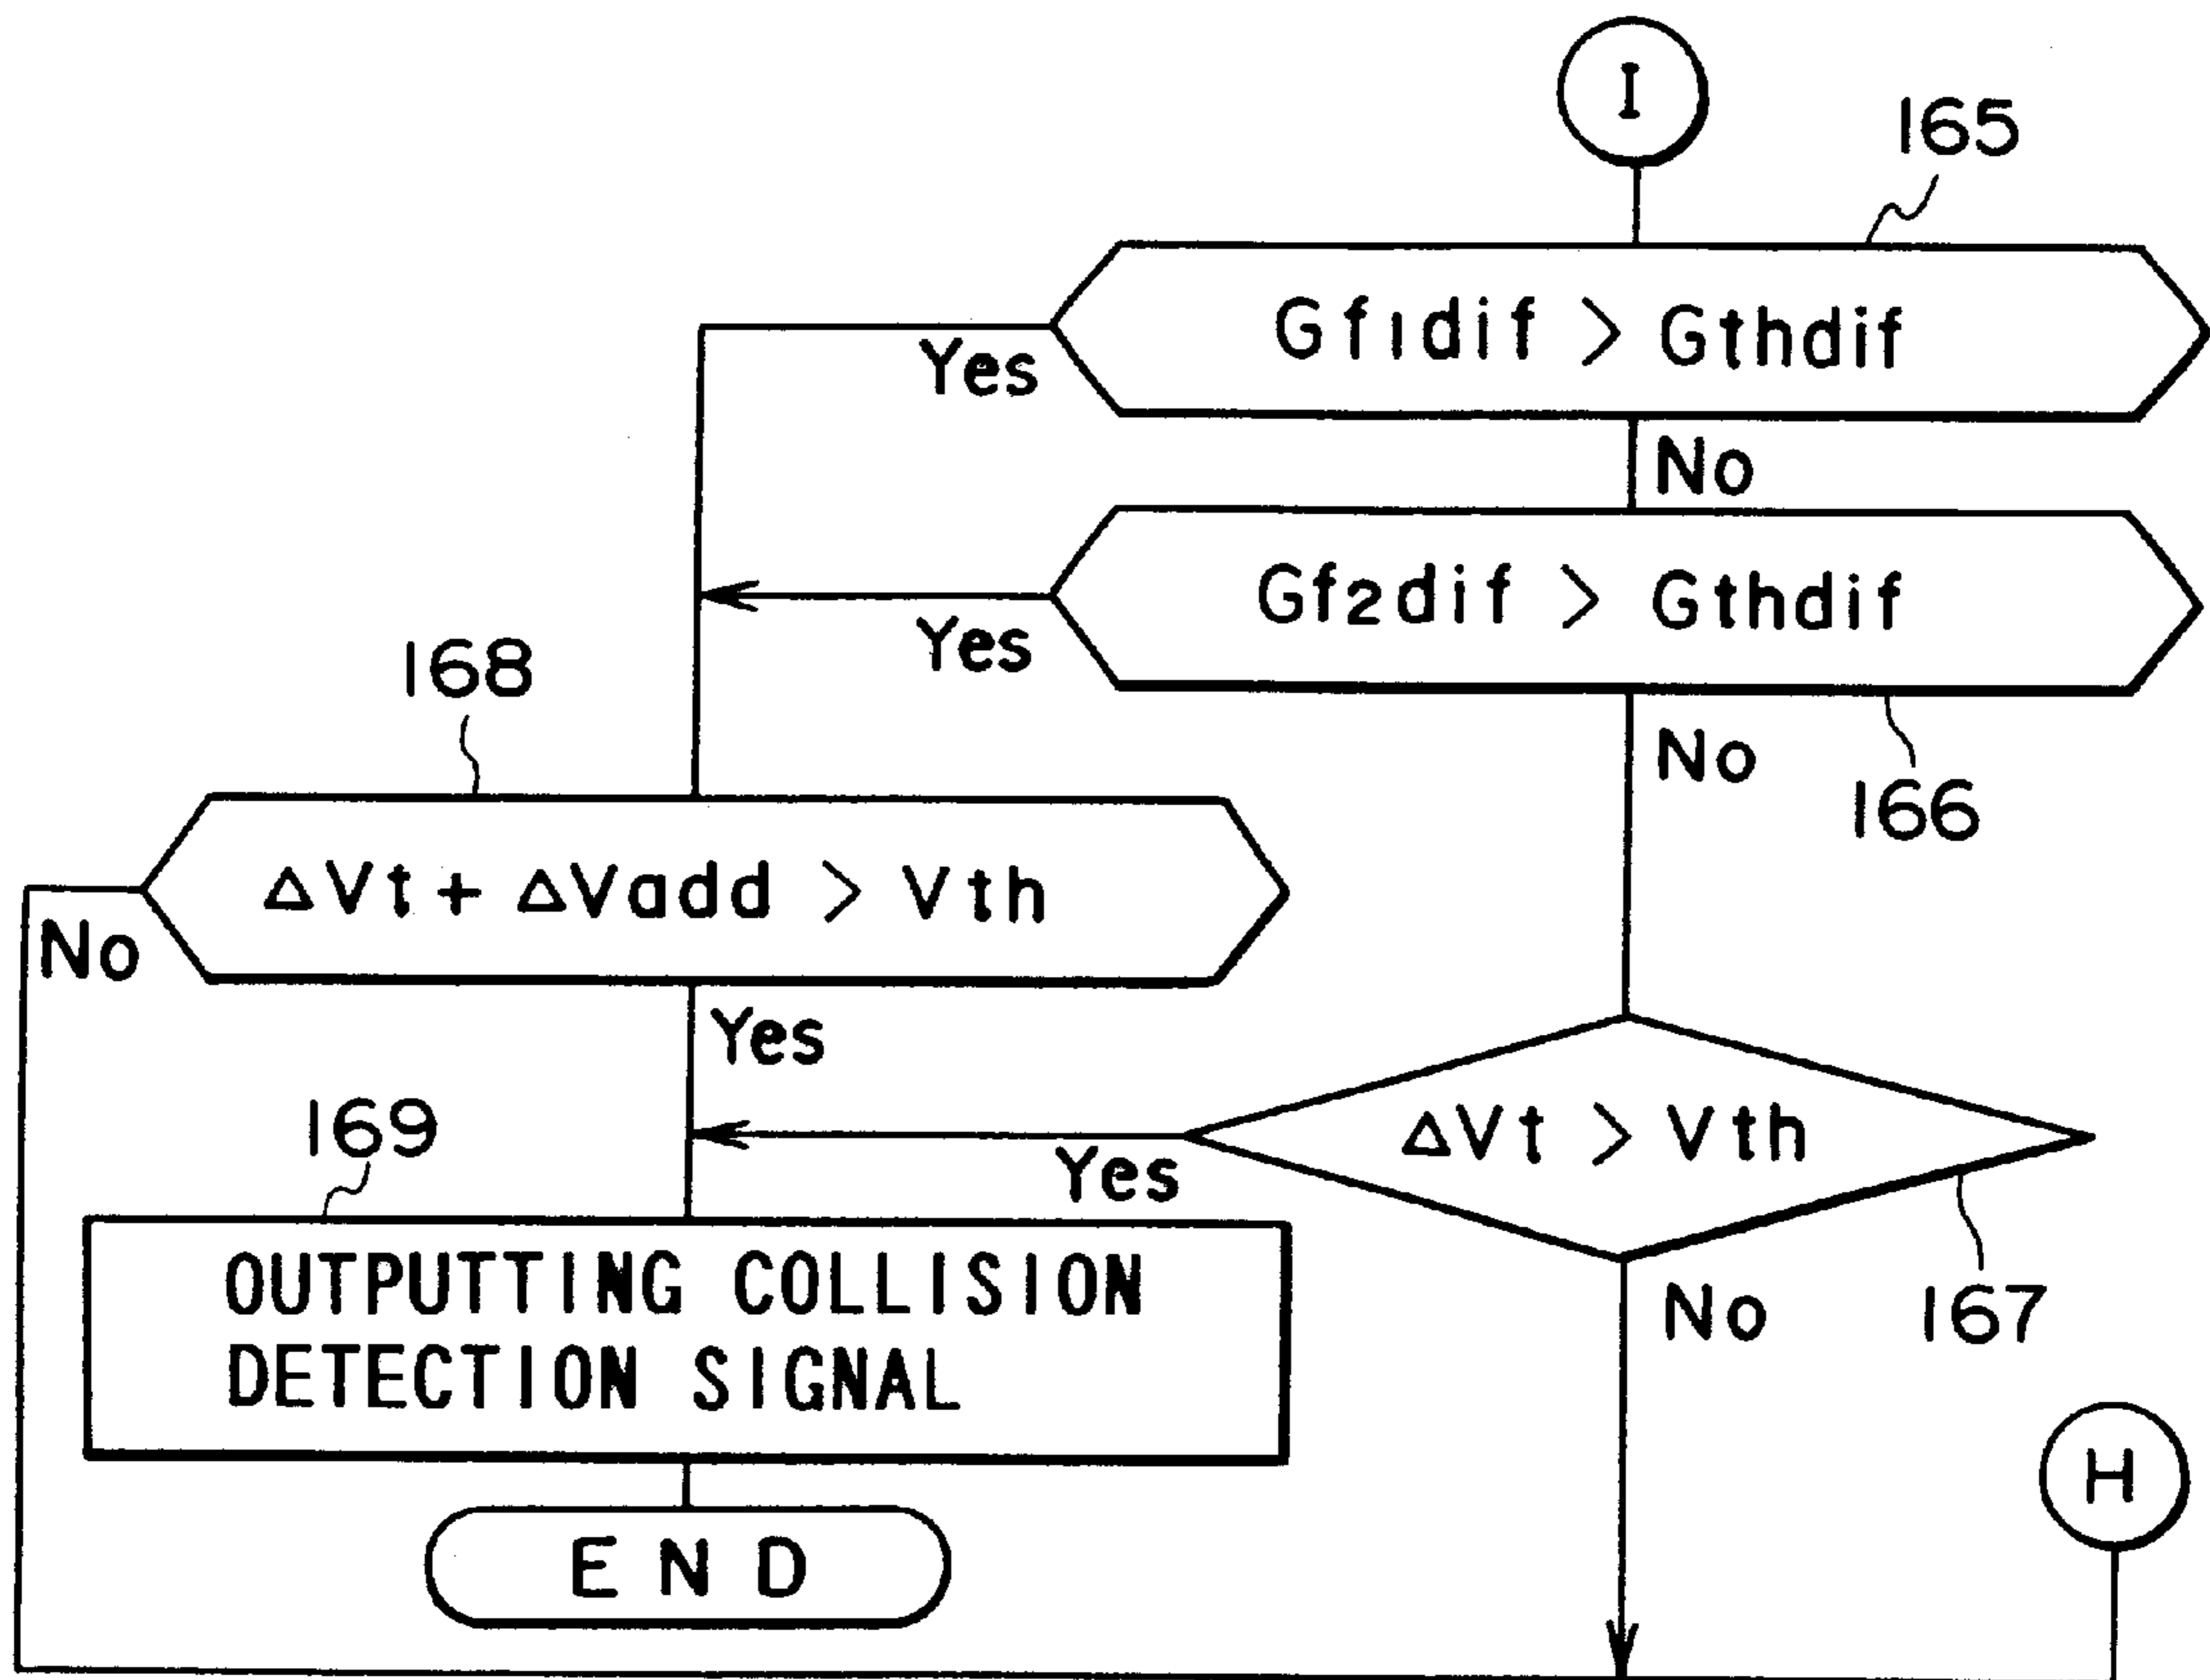 I
165
Gf1dif > Gthdif
Yes
No
Gf2dif > Gthdif
Yes
168
No
166
ΔVt + ΔVadd > Vth
No
Yes
ΔVt > Vth
169
Yes
OUTPUTTING COLLISION
DETECTION SIGNAL
No
167
H
END